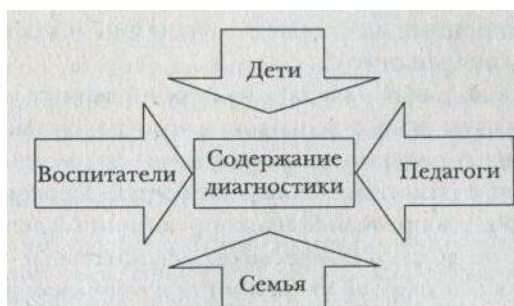 Дети
Воспитатели
Содержание
диагностики
Педагоги
Семья